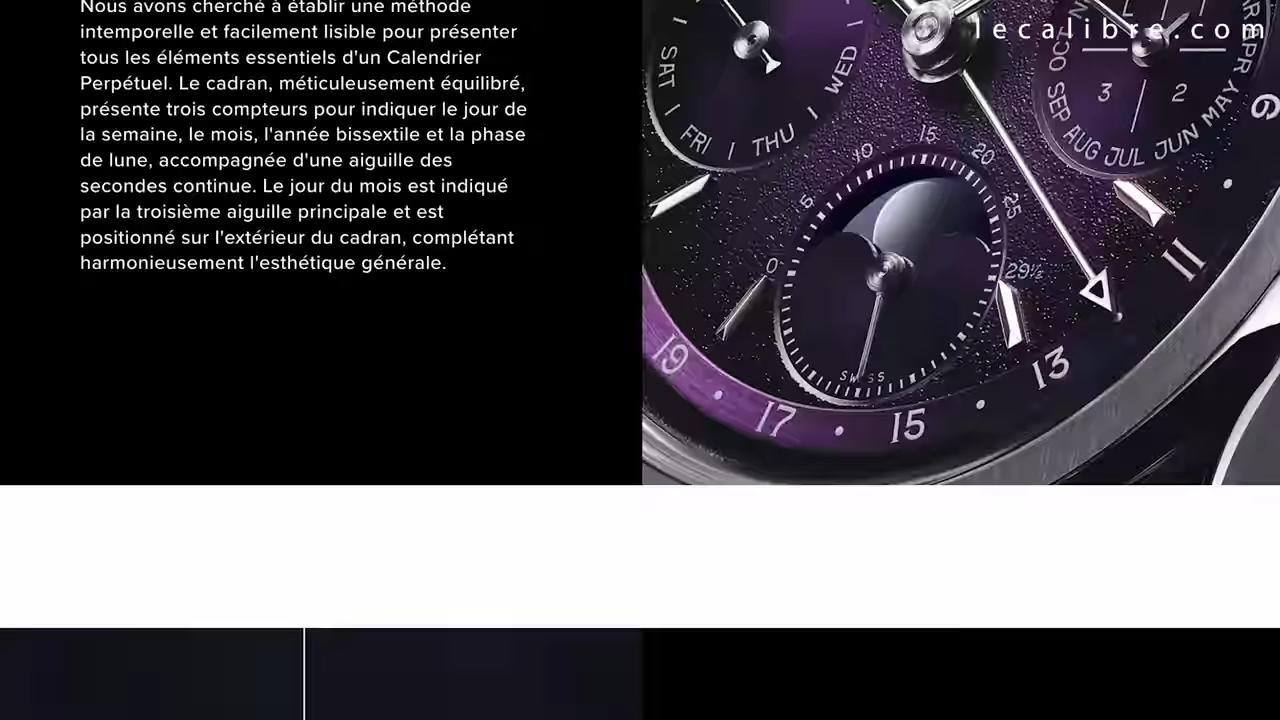 Nous avons cherché à établir une méthode
intemporelle et facilement lisible pour présenter
tous les éléments essentiels d'un Calendrier
Perpétuel. Le cadran, méticuleusement équilibré,
présente trois compteurs pour indiquer le jour de
la semaine, le mois, l'année bissextile et la phase
de lune, accompagnée d'une aiguille des
secondes continue. Le jour du mois est indiqué
par la troisième aiguille principale et est
positionné sur l'extérieur du cadran, complétant
harmonieusement l'esthétique générale.
lecalibre.com
SAT FRI THU WED
OCT SEP AUG JUL JUN MAY APR
3 2
0 5 10 15 20 25 29½
SWISS
19 17 15 13 11 9